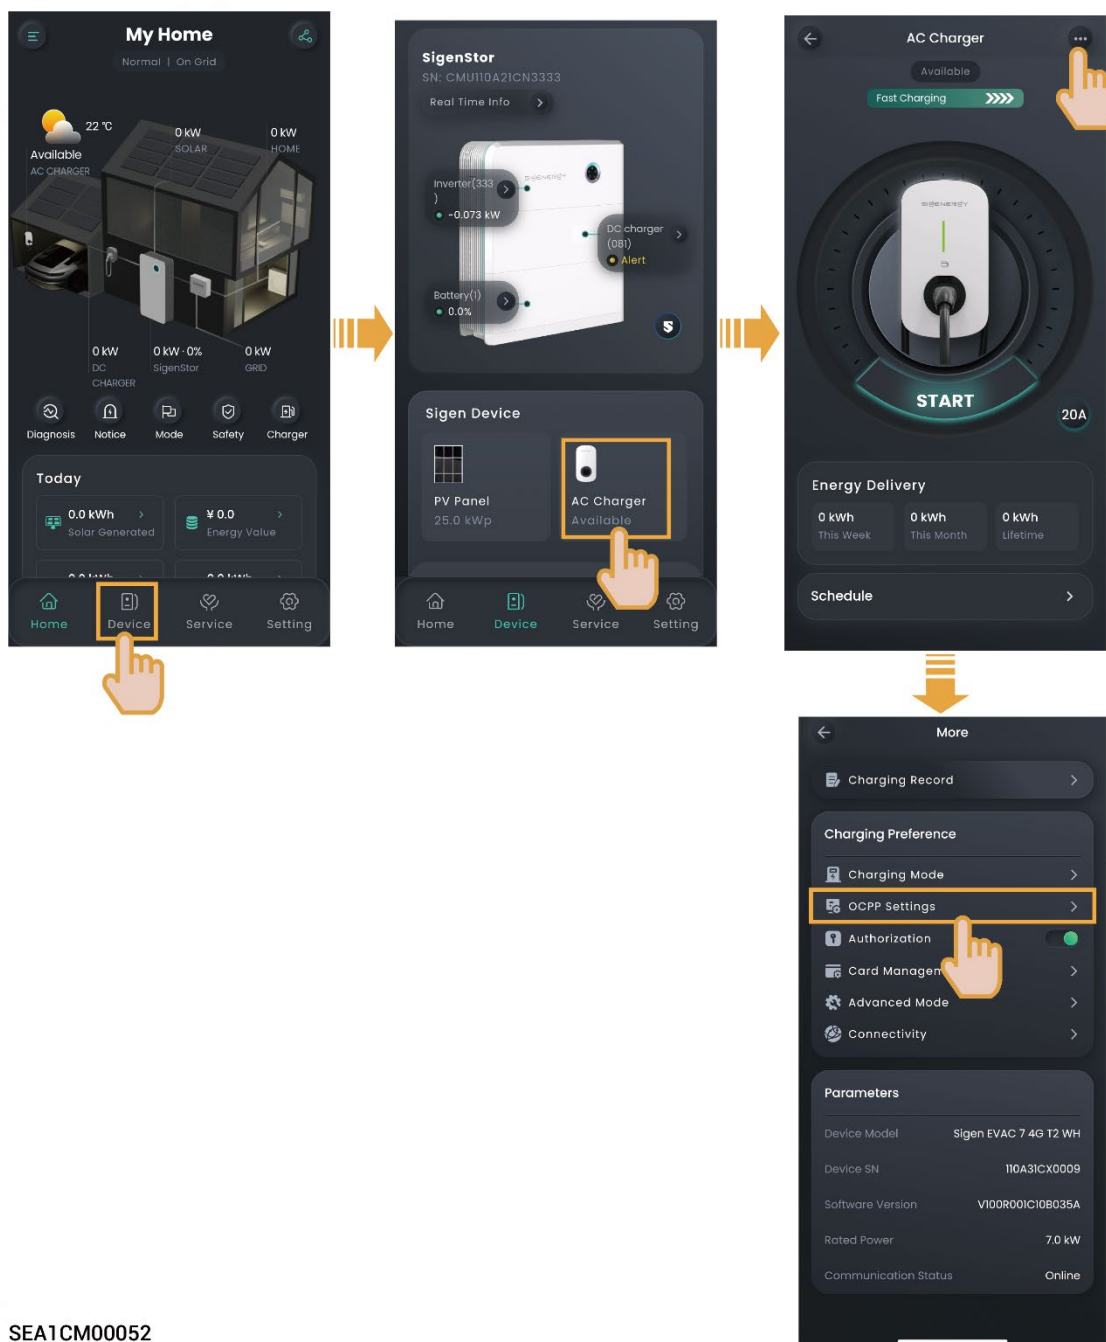 My Home
Normal | On Grid
22 ℃
Available
AC CHARGER
0 kW
SOLAR
0 kW
HOME
0 kW
DC
CHARGER
0 kW · 0%
SigenStor
0 kW
GRID
Diagnosis
Notice
Mode
Safety
Charger
Today
0.0 kWh
Solar Generated
¥ 0.0
Energy Value
Home
Device
Service
Setting
SigenStor
SN: CMU110A21CN3333
Real Time Info
SIGENERGY
Inverter(333
)
-0.073 kW
DC charger
(081)
Alert
Battery(1)
0.0%
Sigen Device
PV Panel
25.0 kWp
AC Charger
Available
Home
Device
Service
Setting
AC Charger
Available
Fast Charging
SIGENERGY
START
20A
Energy Delivery
0 kWh
This Week
0 kWh
This Month
0 kWh
Lifetime
Schedule
More
Charging Record
Charging Preference
Charging Mode
OCPP Settings
Authorization
Card Managem
Advanced Mode
Connectivity
Parameters
Device Model Sigen EVAC 7 4G T2 WH
Device SN 110A31CX0009
Software Version V100R001C10B035A
Rated Power 7.0 kW
Communication Status Online
SEA1CM00052